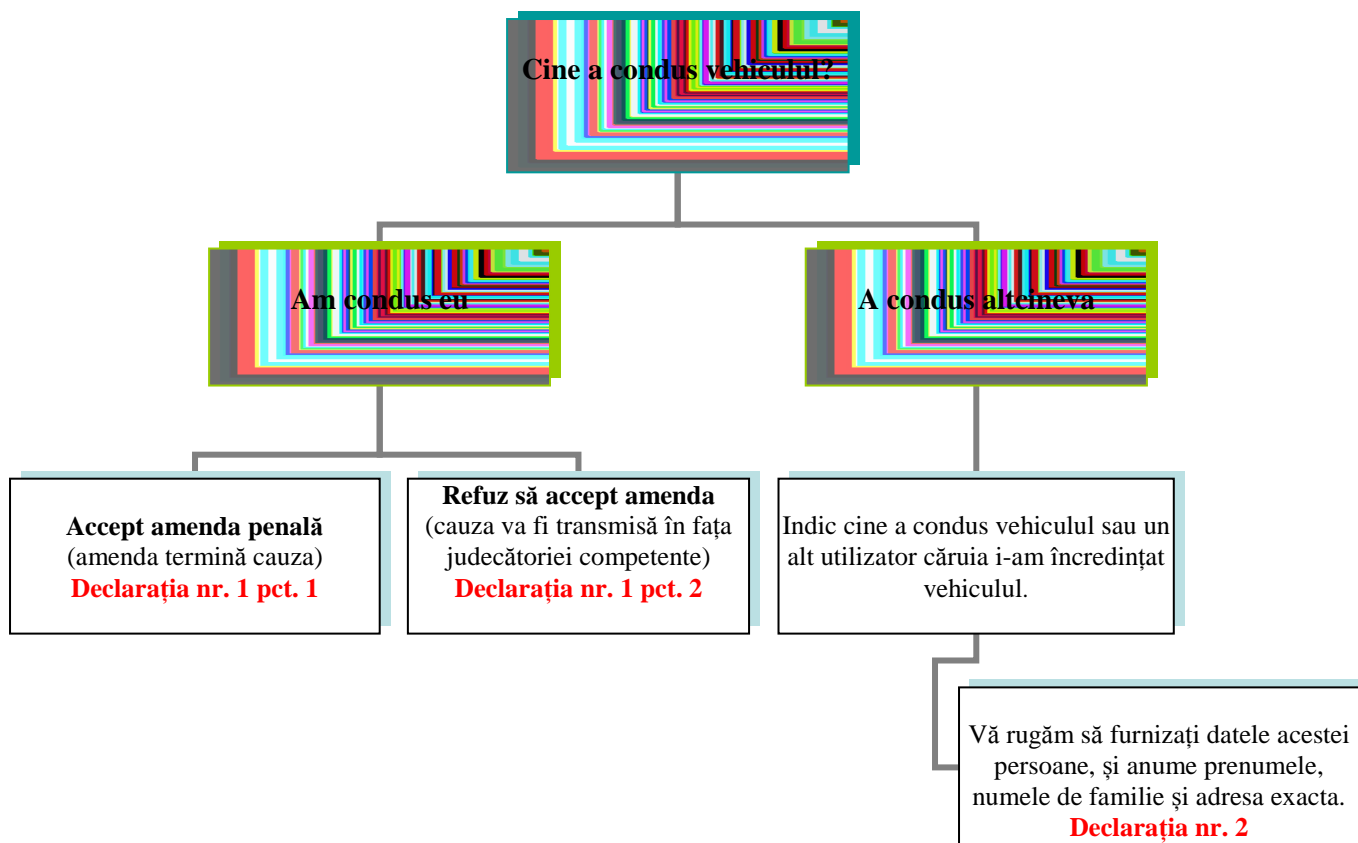 Cine a condus vehiculul?
Am condus eu
A condus altcineva
Accept amenda penală
(amenda termină cauza)
Declarația nr. 1 pct. 1
Refuz să accept amenda
(cauza va fi transmisă în fața
judecătoriei competente)
Declarația nr. 1 pct. 2
Indic cine a condus vehiculul sau un
alt utilizator căruia i-am încredințat
vehiculul.
Vă rugăm să furnizați datele acestei
persoane, și anume prenumele,
numele de familie și adresa exacta.
Declarația nr. 2